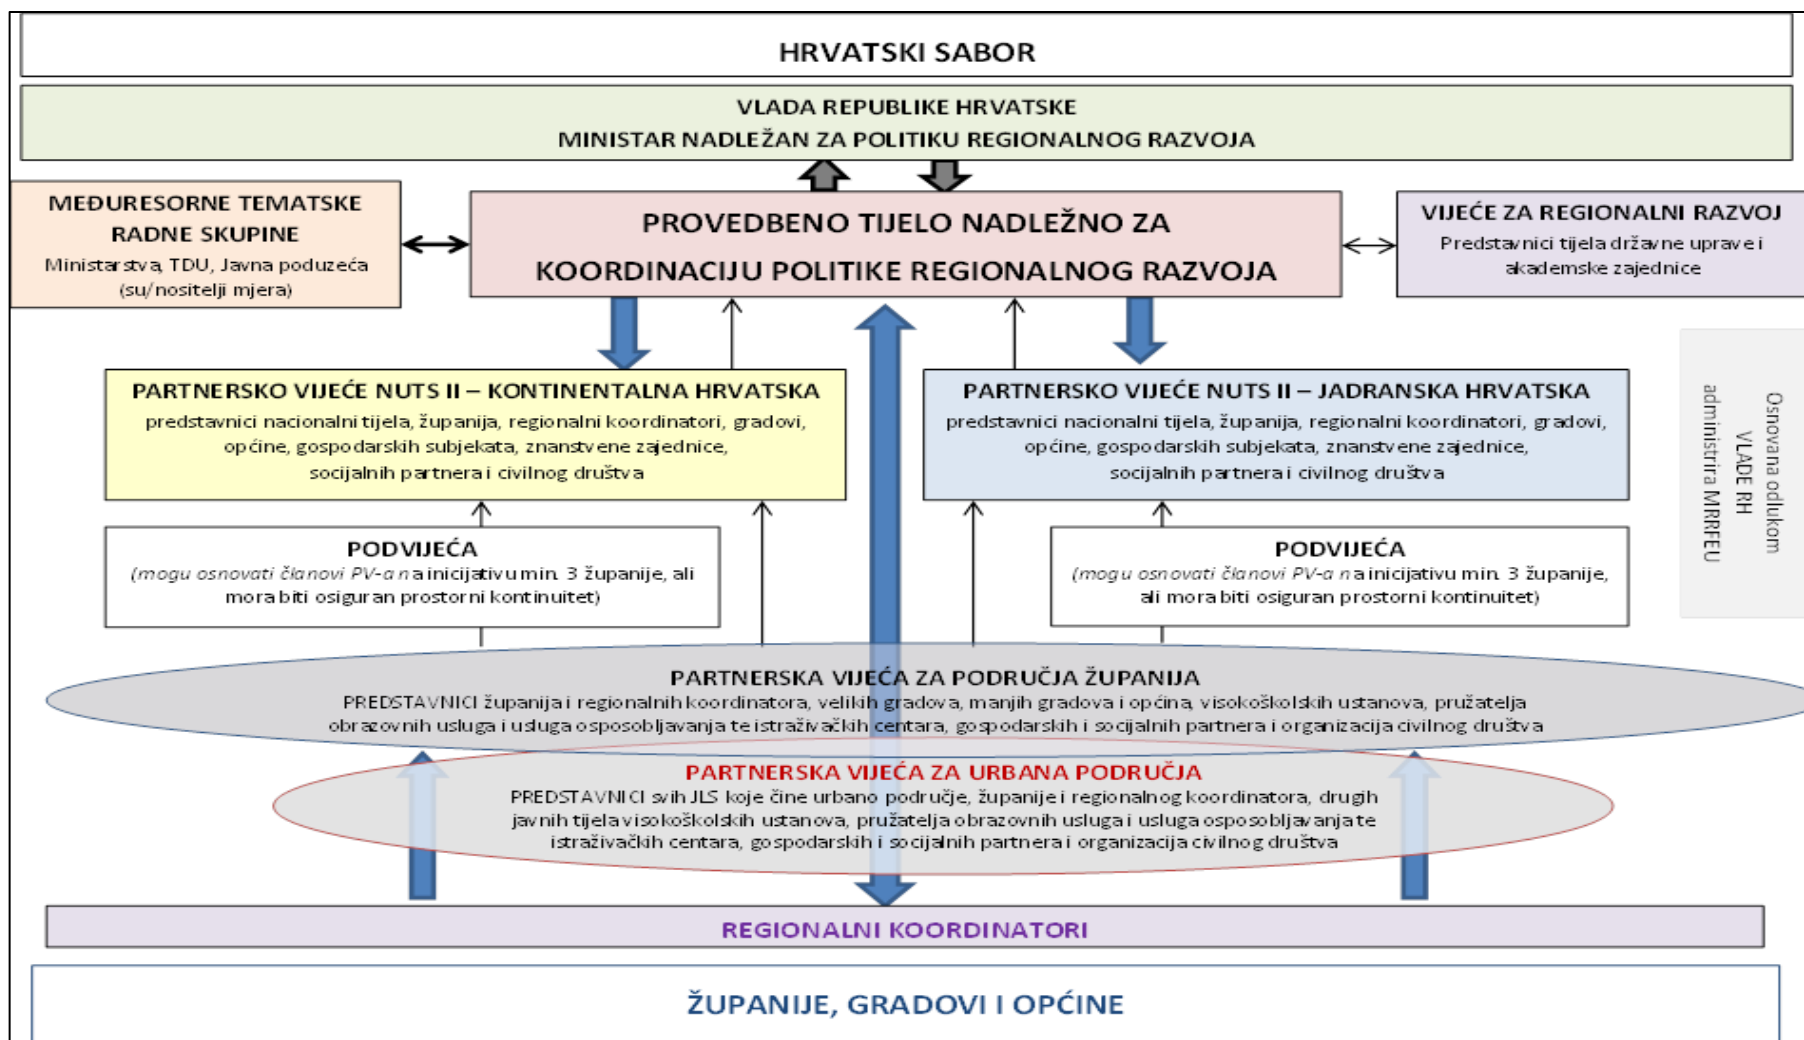 HRVATSKI SABOR
VLADA REPUBLIKE HRVATSKE
MINISTAR NADLEŽAN ZA POLITIKU REGIONALNOG RAZVOJA
MEĐURESORNE TEMATSKE
RADNE SKUPINE
Ministarstva, TDU, Javna poduzeća
(su/nositelji mjera)
PROVEDBENO TIJELO NADLEŽNO ZA
KOORDINACIJU POLITIKE REGIONALNOG RAZVOJA
VIJEĆE ZA REGIONALNI RAZVOJ
Predstavnici tijela državne uprave i
akademske zajednice
PARTNERSKO VIJEĆE NUTS II – KONTINENTALNA HRVATSKA
predstavnici nacionalni tijela, županija, regionalni koordinatori, gradovi,
općine, gospodarskih subjekata, znanstvene zajednice,
socijalnih partnera i civilnog društva
PARTNERSKO VIJEĆE NUTS II – JADRANSKA HRVATSKA
predstavnici nacionalni tijela, županija, regionalni koordinatori, gradovi,
općine, gospodarskih subjekata, znanstvene zajednice,
socijalnih partnera i civilnog društva
Osnovana odlukom
VLADE RH
administrira MRRFEU
PODVIJEĆA
(mogu osnovati članovi PV-a na inicijativu min. 3 županije, ali
mora biti osiguran prostorni kontinuitet)
PODVIJEĆA
(mogu osnovati članovi PV-a na inicijativu min. 3 županije,
ali mora biti osiguran prostorni kontinuitet)
PARTNERSKA VIJEĆA ZA PODRUČJA ŽUPANIJA
PREDSTAVNICI županija i regionalnih koordinatora, velikih gradova, manjih gradova i općina, visokoškolskih ustanova, pružatelja
obrazovnih usluga i usluga osposobljavanja te istraživačkih centara, gospodarskih i socijalnih partnera i organizacija civilnog društva
PARTNERSKA VIJEĆA ZA URBANA PODRUČJA
PREDSTAVNICI svih JLS koje čine urbano područje, županije i regionalnog koordinatora, drugih
javnih tijela visokoškolskih ustanova, pružatelja obrazovnih usluga i usluga osposobljavanja te
istraživačkih centara, gospodarskih i socijalnih partnera i organizacija civilnog društva
REGIONALNI KOORDINATORI
ŽUPANIJE, GRADOVI I OPĆINE